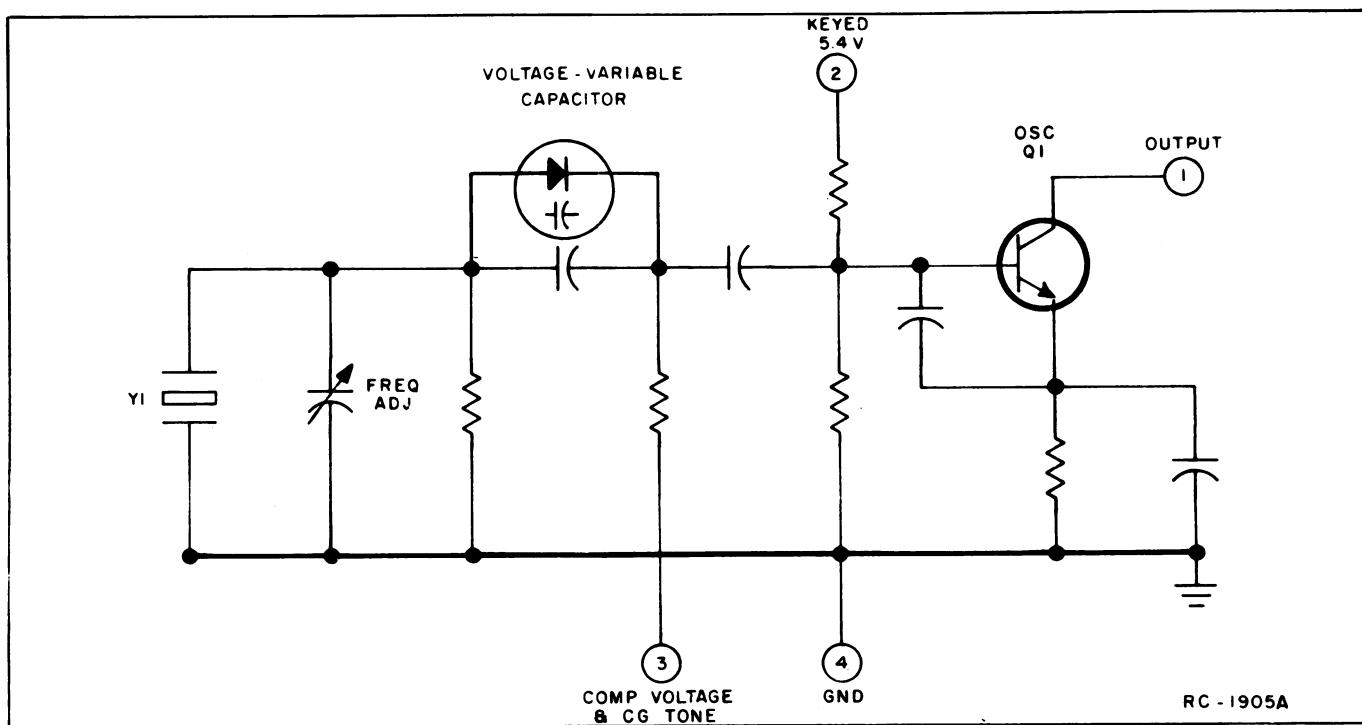 KEYED
5.4 V
2
VOLTAGE - VARIABLE
CAPACITOR
OSC
Q1
OUTPUT
1
Y1
FREQ
ADJ
3
COMP VOLTAGE
& CG TONE
4
GND
RC - 1905A